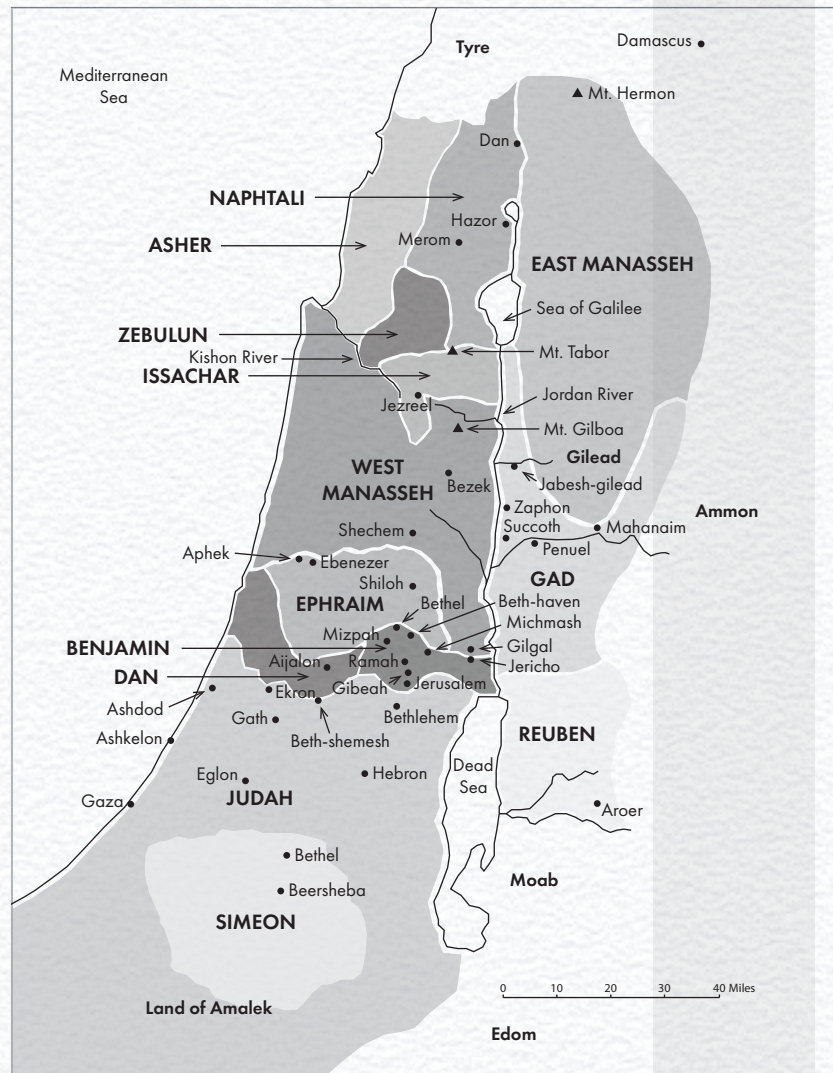 Tyre
Damascus
Mediterranean
Sea
Mt. Hermon
Dan
NAPHTALI
Hazor
ASHER
Merom
EAST MANASSEH
Sea of Galilee
ZEBULUN
Kishon River
Mt. Tabor
ISSACHAR
Jordan River
Jezreel
Mt. Gilboa
Gilead
WEST
MANASSEH
Bezek
Jabesh-gilead
Zaphon
Ammon
Succoth
Mahanaim
Shechem
Aphek
Ebenezer
Penuel
Shiloh
GAD
EPHRAIM
Bethel
Beth-haven
Michmash
Mizpah
BENJAMIN
Gilgal
Aijalon
Ramah
Jericho
DAN
Ekron
Gibeah
Jerusalem
Ashdod
Gath
Bethlehem
Beth-shemesh
REUBEN
Ashkelon
Dead
Sea
Eglon
Hebron
JUDAH
Gaza
Aroer
Bethel
Beersheba
Moab
SIMEON
0 10 20 30 40 Miles
Land of Amalek
Edom